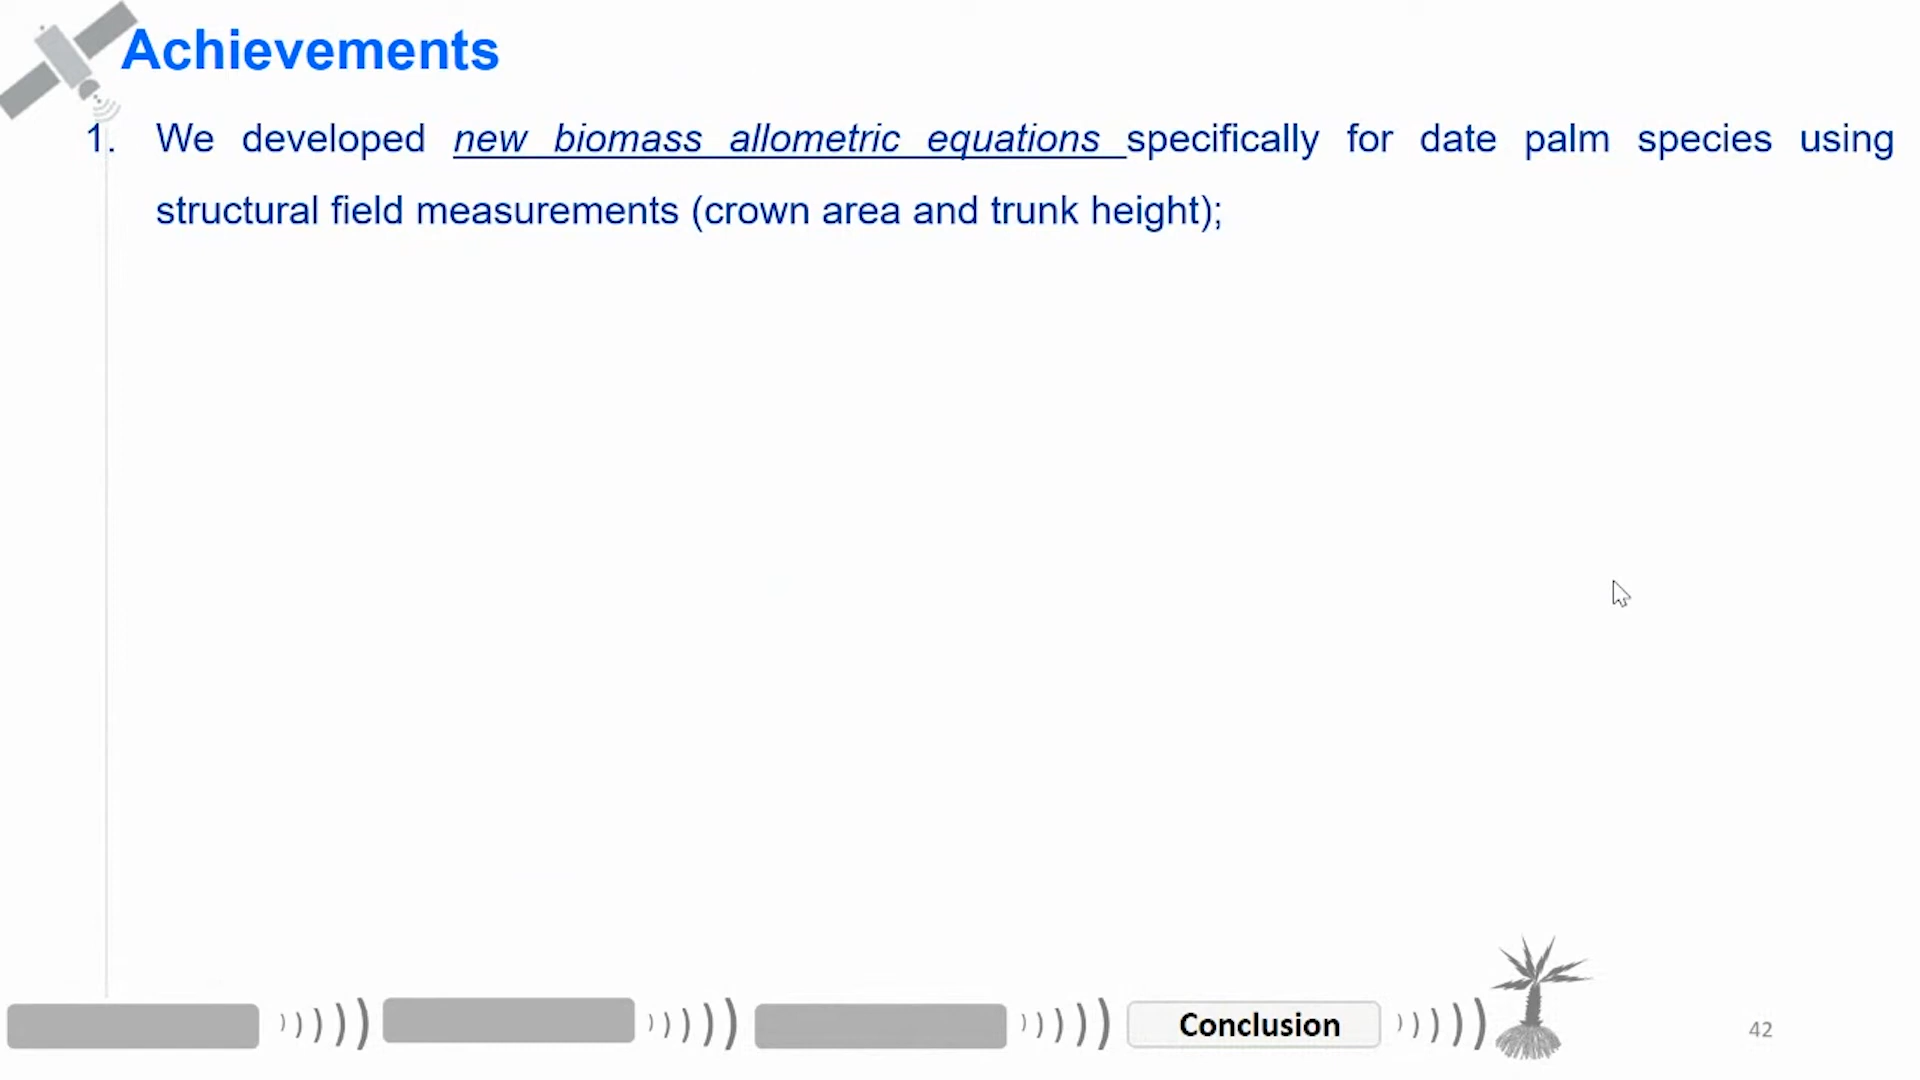 Achievements
1. We developed new biomass allometric equations specifically for date palm species using
structural field measurements (crown area and trunk height);
Conclusion
42